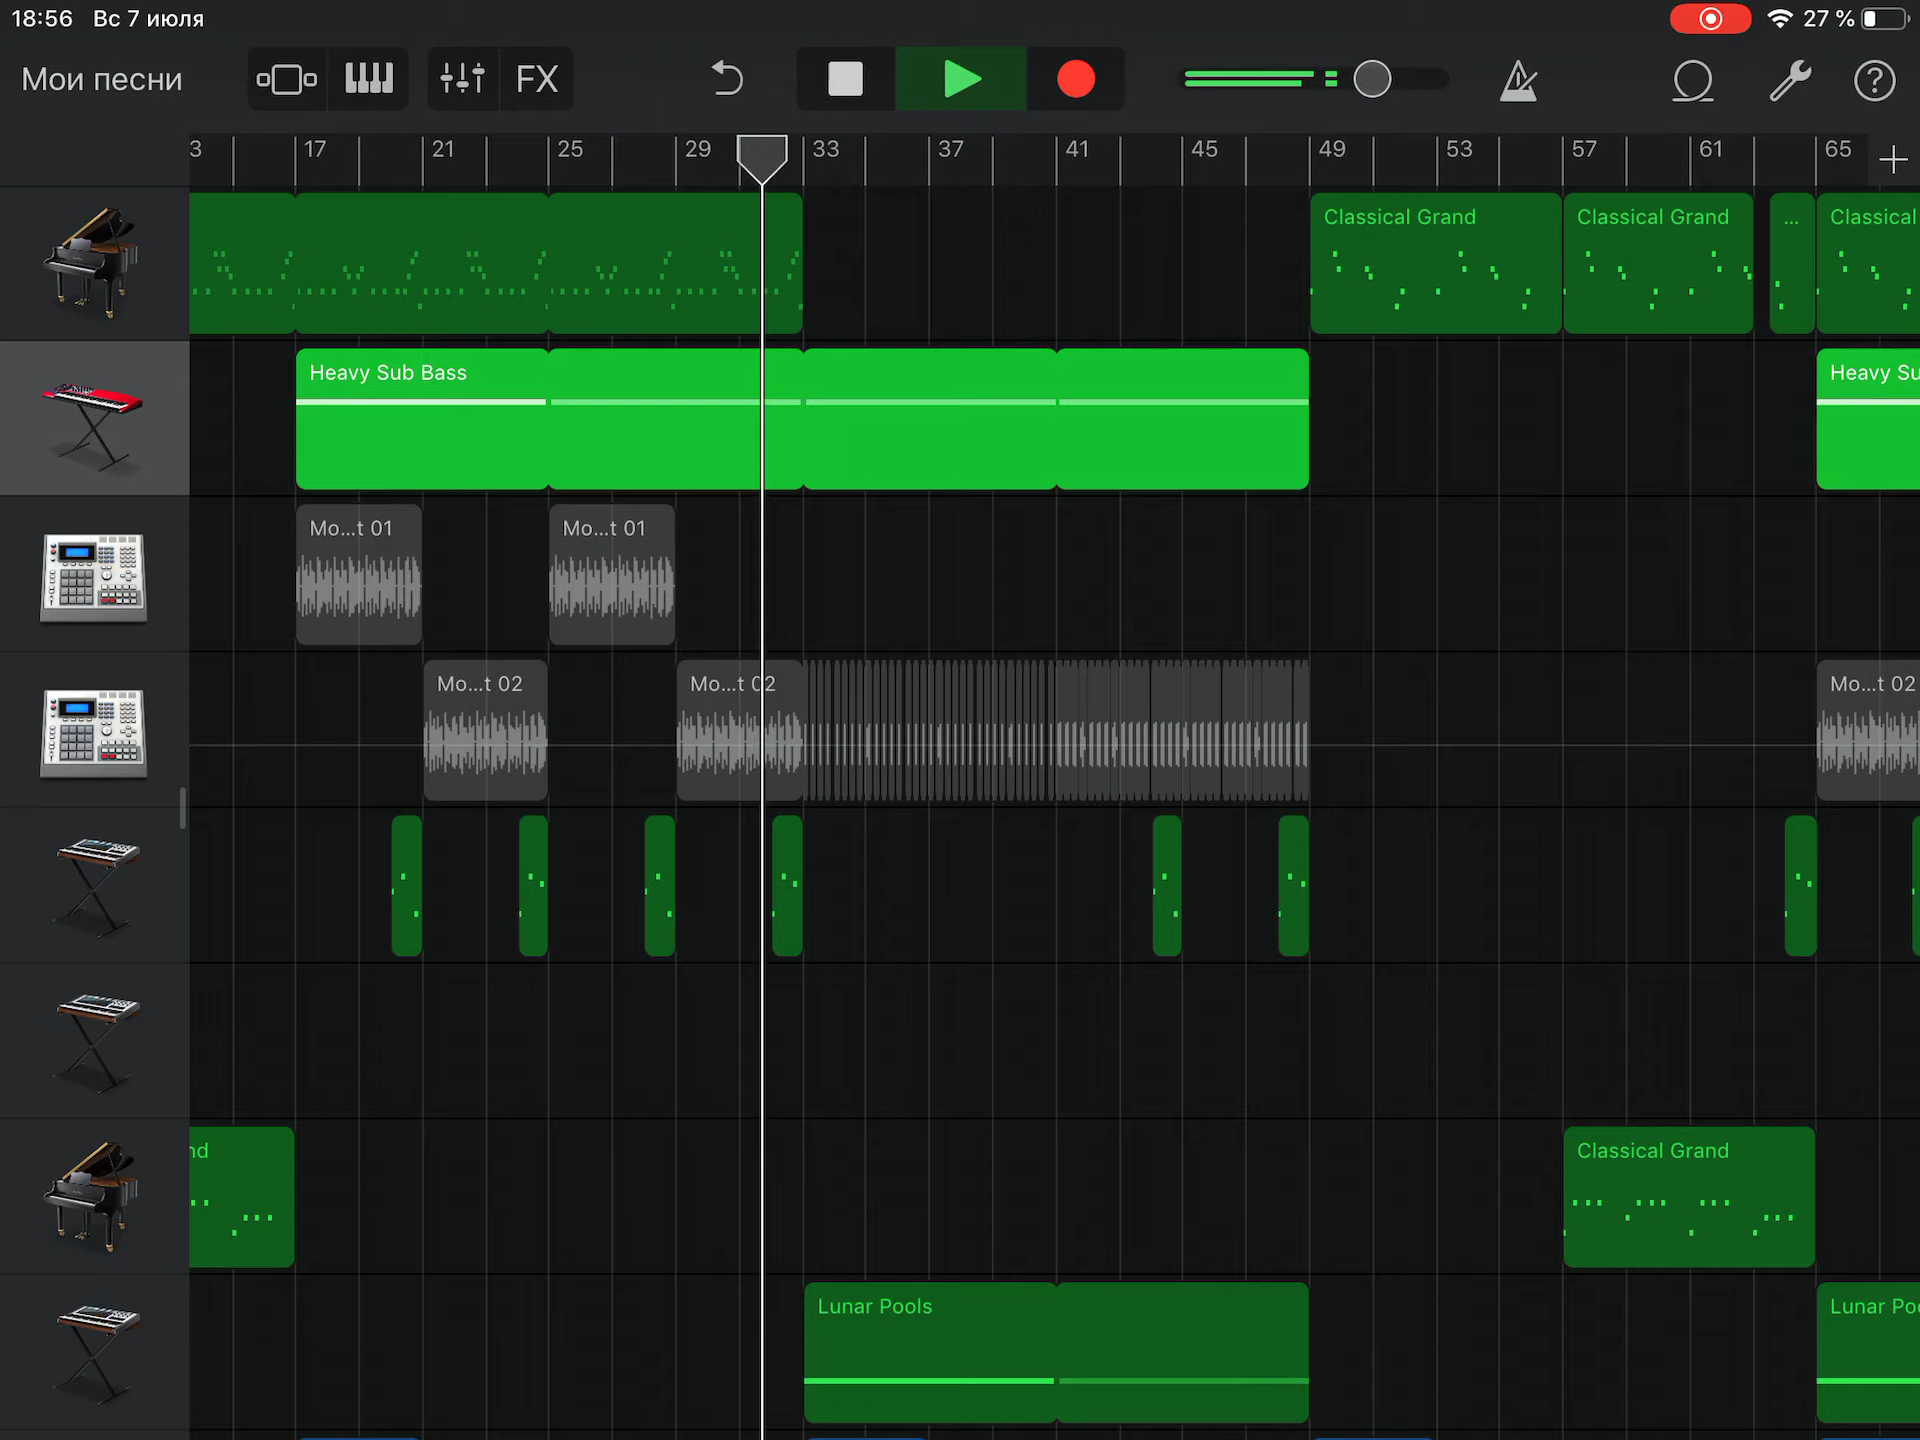 18:56 Вс 7 июля 27 %
Мои песни FX
3 17 21 25 29 33 37 41 45 49 53 57 61 65
Classical Grand Classical Grand ... Classical
Heavy Sub Bass Heavy Su
Mo...t 01 Mo...t 01
Mo...t 02 Mo...t 02 Mo...t 02
nd Classical Grand
Lunar Pools Lunar Poo